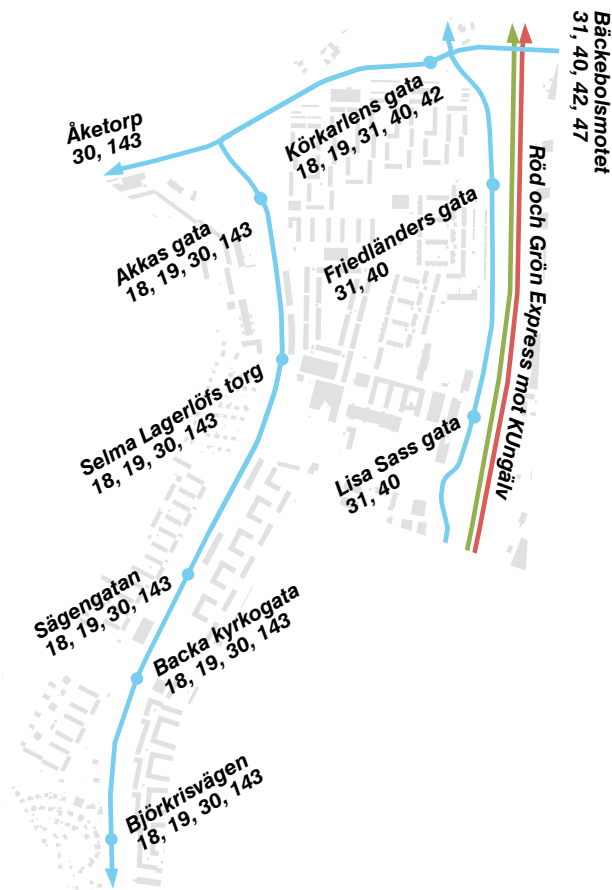 Bäckebolsmotet
31, 40, 42, 47
Röd och Grön Express mot KUngälv
Körkarlens gata
18, 19, 31, 40, 42
Åketorp
30, 143
Friedländers gata
31, 40
Akkas gata
18, 19, 30, 143
Selma Lagerlöfs torg
18, 19, 30, 143
Lisa Sass gata
31, 40
Sägengatan
18, 19, 30, 143
Backa kyrkogata
18, 19, 30, 143
Björkrisvägen
18, 19, 30, 143